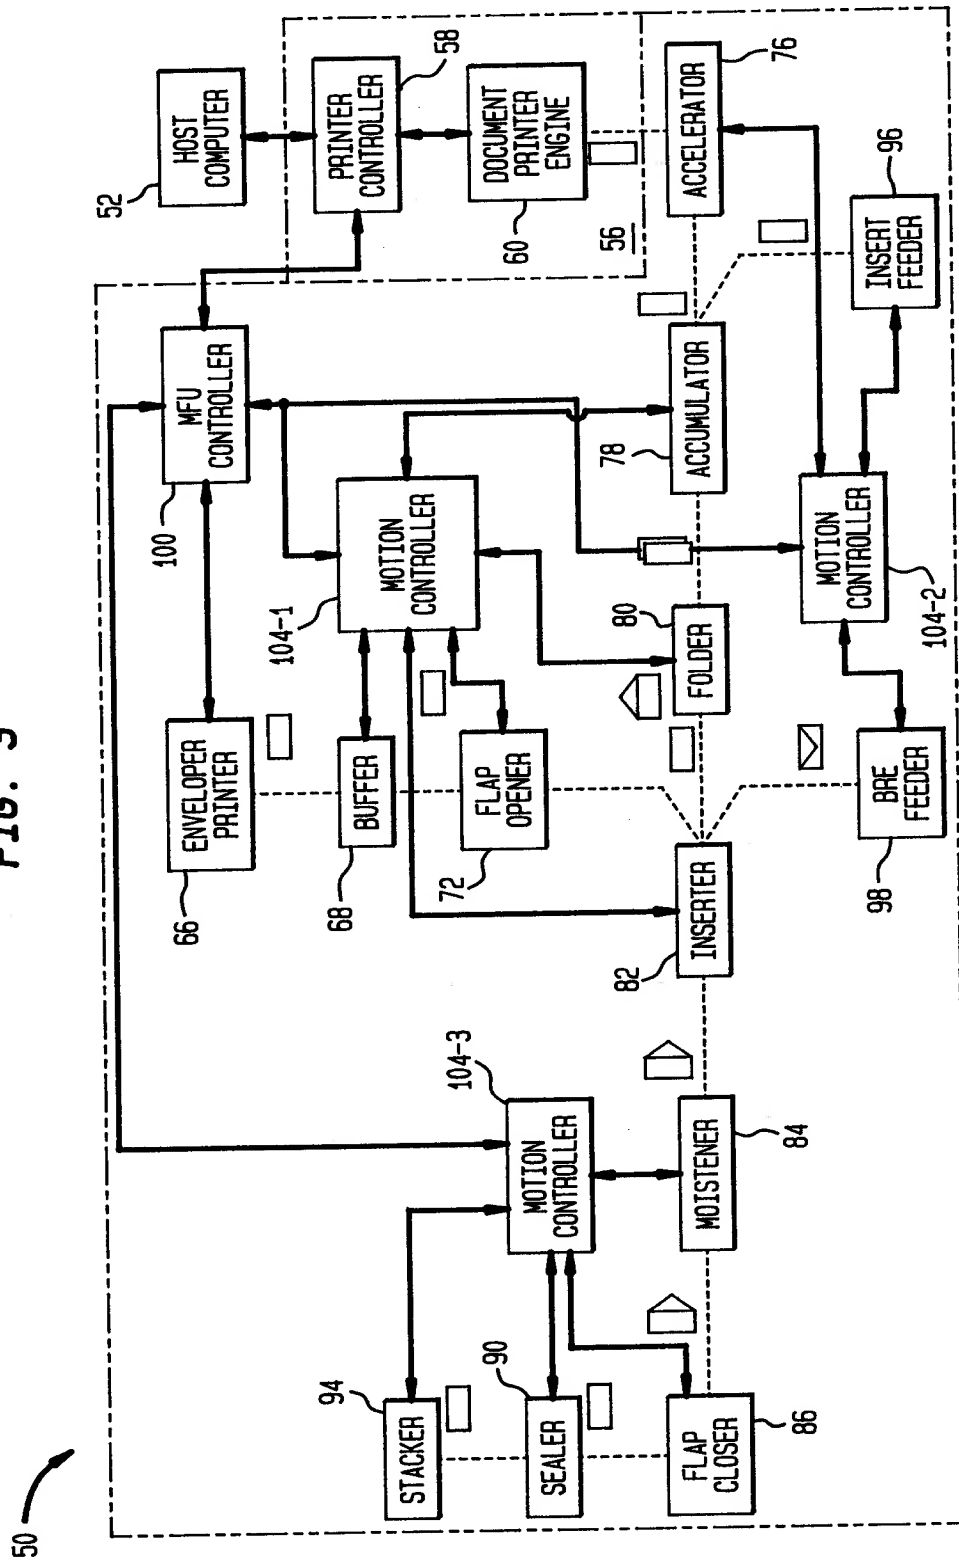 FIG.
50
52
HOST
COMPUTER
100
MFU
CONTROLLER
66
ENVELOPER
PRINTER
58
PRINTER
CONTROLLER
104-1
MOTION
CONTROLLER
68
BUFFER
94
STACKER
60
DOCUMENT
PRINTER
ENGINE
72
FLAP
OPENER
104-3
MOTION
CONTROLLER
90
SEALER
56
76
ACCELERATOR
78
ACCUMULATOR
80
FOLDER
82
INSERTER
84
MOISTENER
86
FLAP
CLOSER
96
INSERT
FEEDER
104-2
MOTION
CONTROLLER
98
BRE
FEEDER